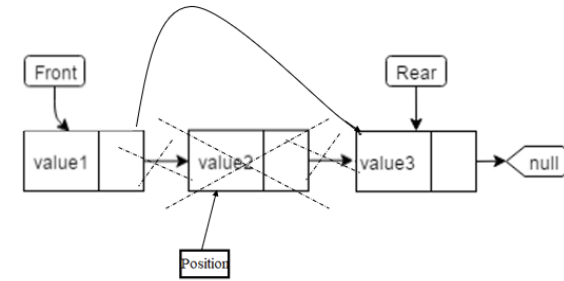 Front
Rear
value1
value2
value3
null
Position